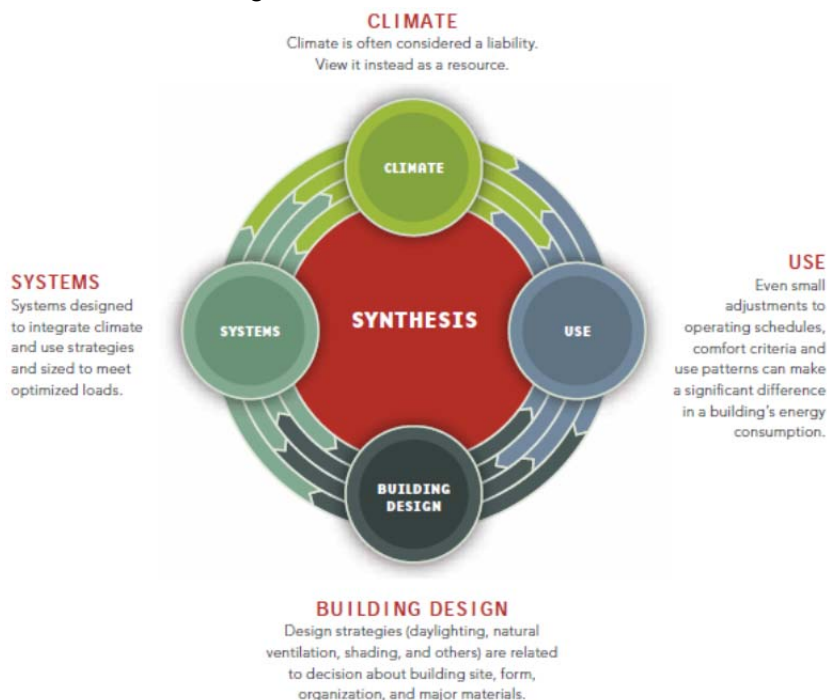 CLIMATE
Climate is often considered a liability.
View it instead as a resource.
CLIMATE
SYSTEMS
Systems designed
to integrate climate
and use strategies
and sized to meet
optimized loads.
SYSTEMS
SYNTHESIS
USE
USE
Even small
adjustments to
operating schedules,
comfort criteria and
use patterns can make
a significant difference
in a building's energy
consumption.
BUILDING
DESIGN
BUILDING DESIGN
Design strategies (daylighting, natural
ventilation, shading, and others) are related
to decision about building site, form,
organization, and major materials.